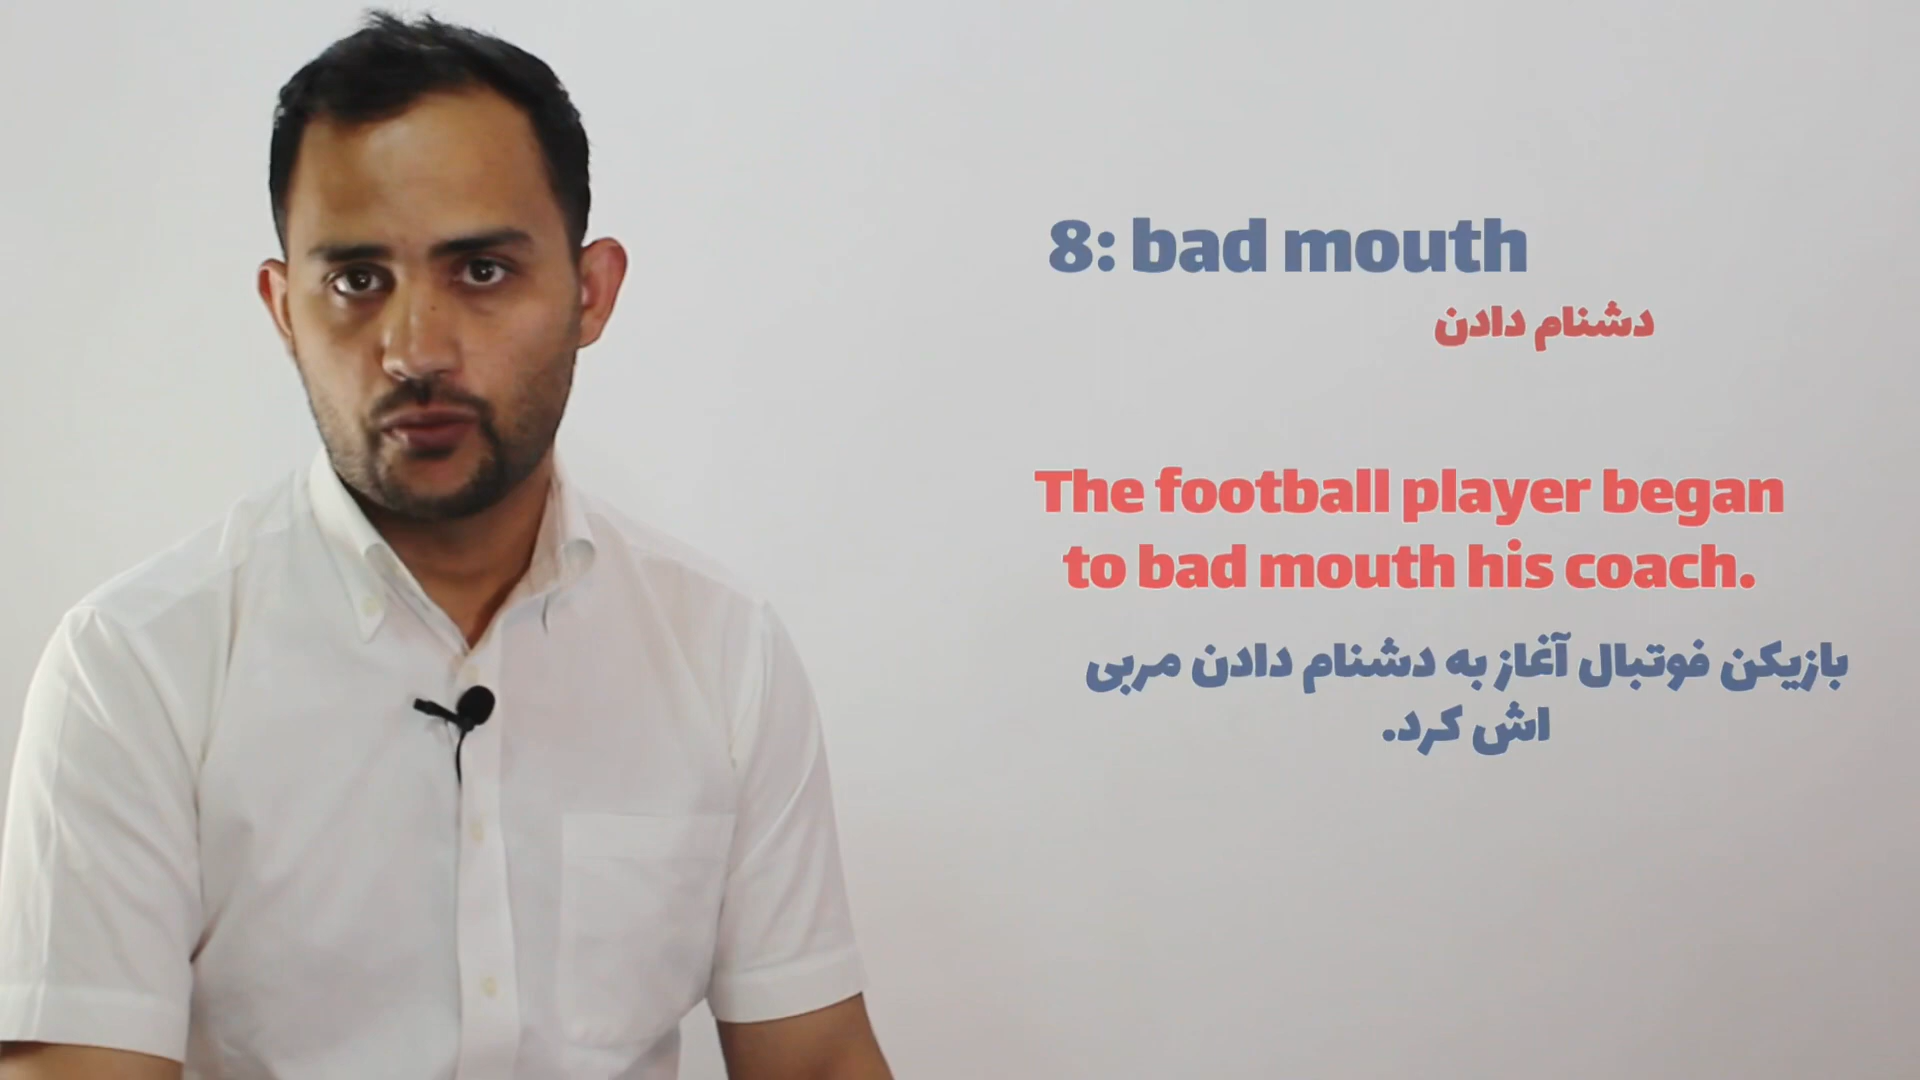 8: bad mouth
دشنام دادن
The football player began
to bad mouth his coach.
بازیکن فوتبال آغاز به دشنام دادن مربی
اش کرد.